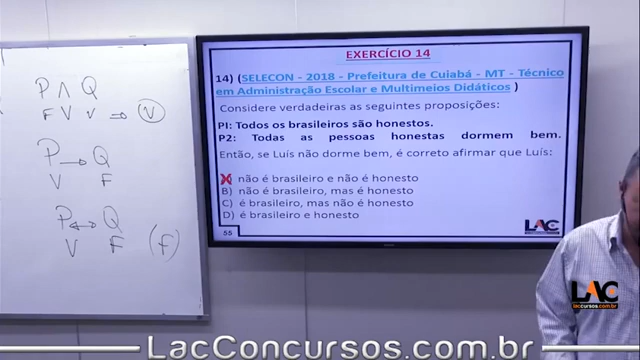 P ∧ Q
F V V → V
P → Q
V F
P ↔ Q
V F (F)
EXERCÍCIO 14
14) (SELECON - 2018 - Prefeitura de Cuiabá - MT - Técnico
em Administração Escolar e Multimeios Didáticos )
Considere verdadeiras as seguintes proposições:
P1: Todos os brasileiros são honestos.
P2: Todas as pessoas honestas dormem bem.
Então, se Luís não dorme bem, é correto afirmar que Luís:
não é brasileiro e não é honesto
B) não é brasileiro, mas é honesto
C) é brasileiro, mas não é honesto
D) é brasileiro e honesto
55
LAC
LAC
laccursos.com.br
LacConcursos.com.br